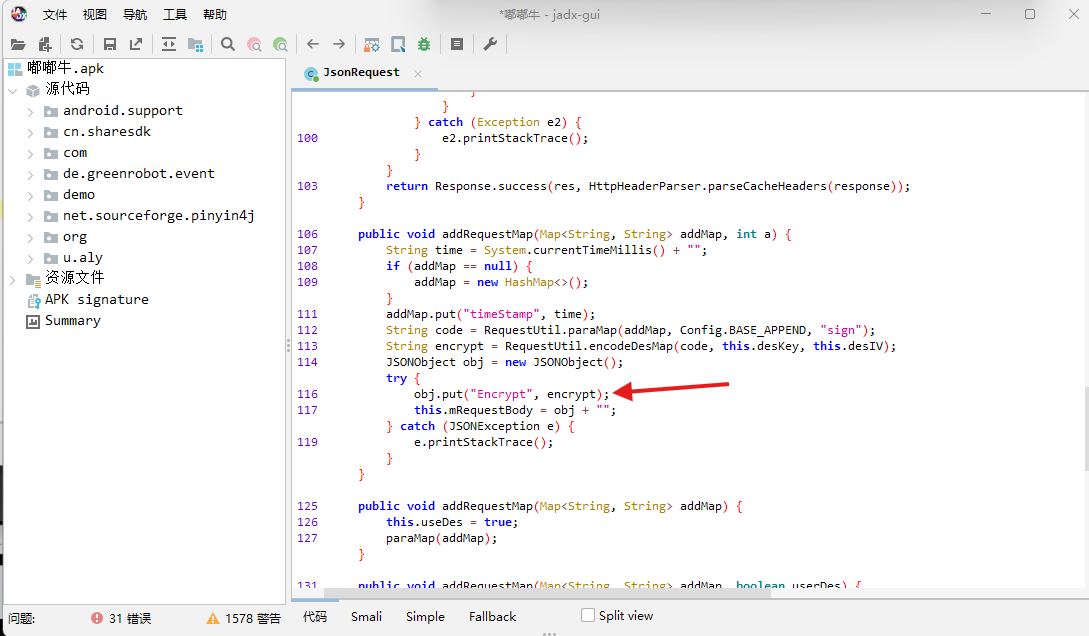 *嘟嘟牛 - jadx-gui
文件 视图 导航 工具 帮助
嘟嘟牛.apk
源代码
android.support
cn.sharesdk
com
de.greenrobot.event
demo
net.sourceforge.pinyin4j
org
u.aly
资源文件
APK signature
Summary
JsonRequest
}
}
} catch (Exception e2) {
100 e2.printStackTrace();
}
}
103 return Response.success(res, HttpHeaderParser.parseCacheHeaders(response));
}
106 public void addRequestMap(Map<String, String> addMap, int a) {
107 String time = System.currentTimeMillis() + "";
108 if (addMap == null) {
109 addMap = new HashMap<>();
}
111 addMap.put("timeStamp", time);
112 String code = RequestUtil.paraMap(addMap, Config.BASE_APPEND, "sign");
113 String encrypt = RequestUtil.encodeDesMap(code, this.desKey, this.desIV);
114 JSONObject obj = new JSONObject();
try {
116 obj.put("Encrypt", encrypt);
117 this.mRequestBody = obj + "";
} catch (JSONException e) {
119 e.printStackTrace();
}
}
125 public void addRequestMap(Map<String, String> addMap) {
126 this.useDes = true;
127 paraMap(addMap);
}
131 public void addRequestMap(Map<String, String> addMap, boolean userDes) {
问题: 31 错误 1578 警告
代码 Smali Simple Fallback Split view